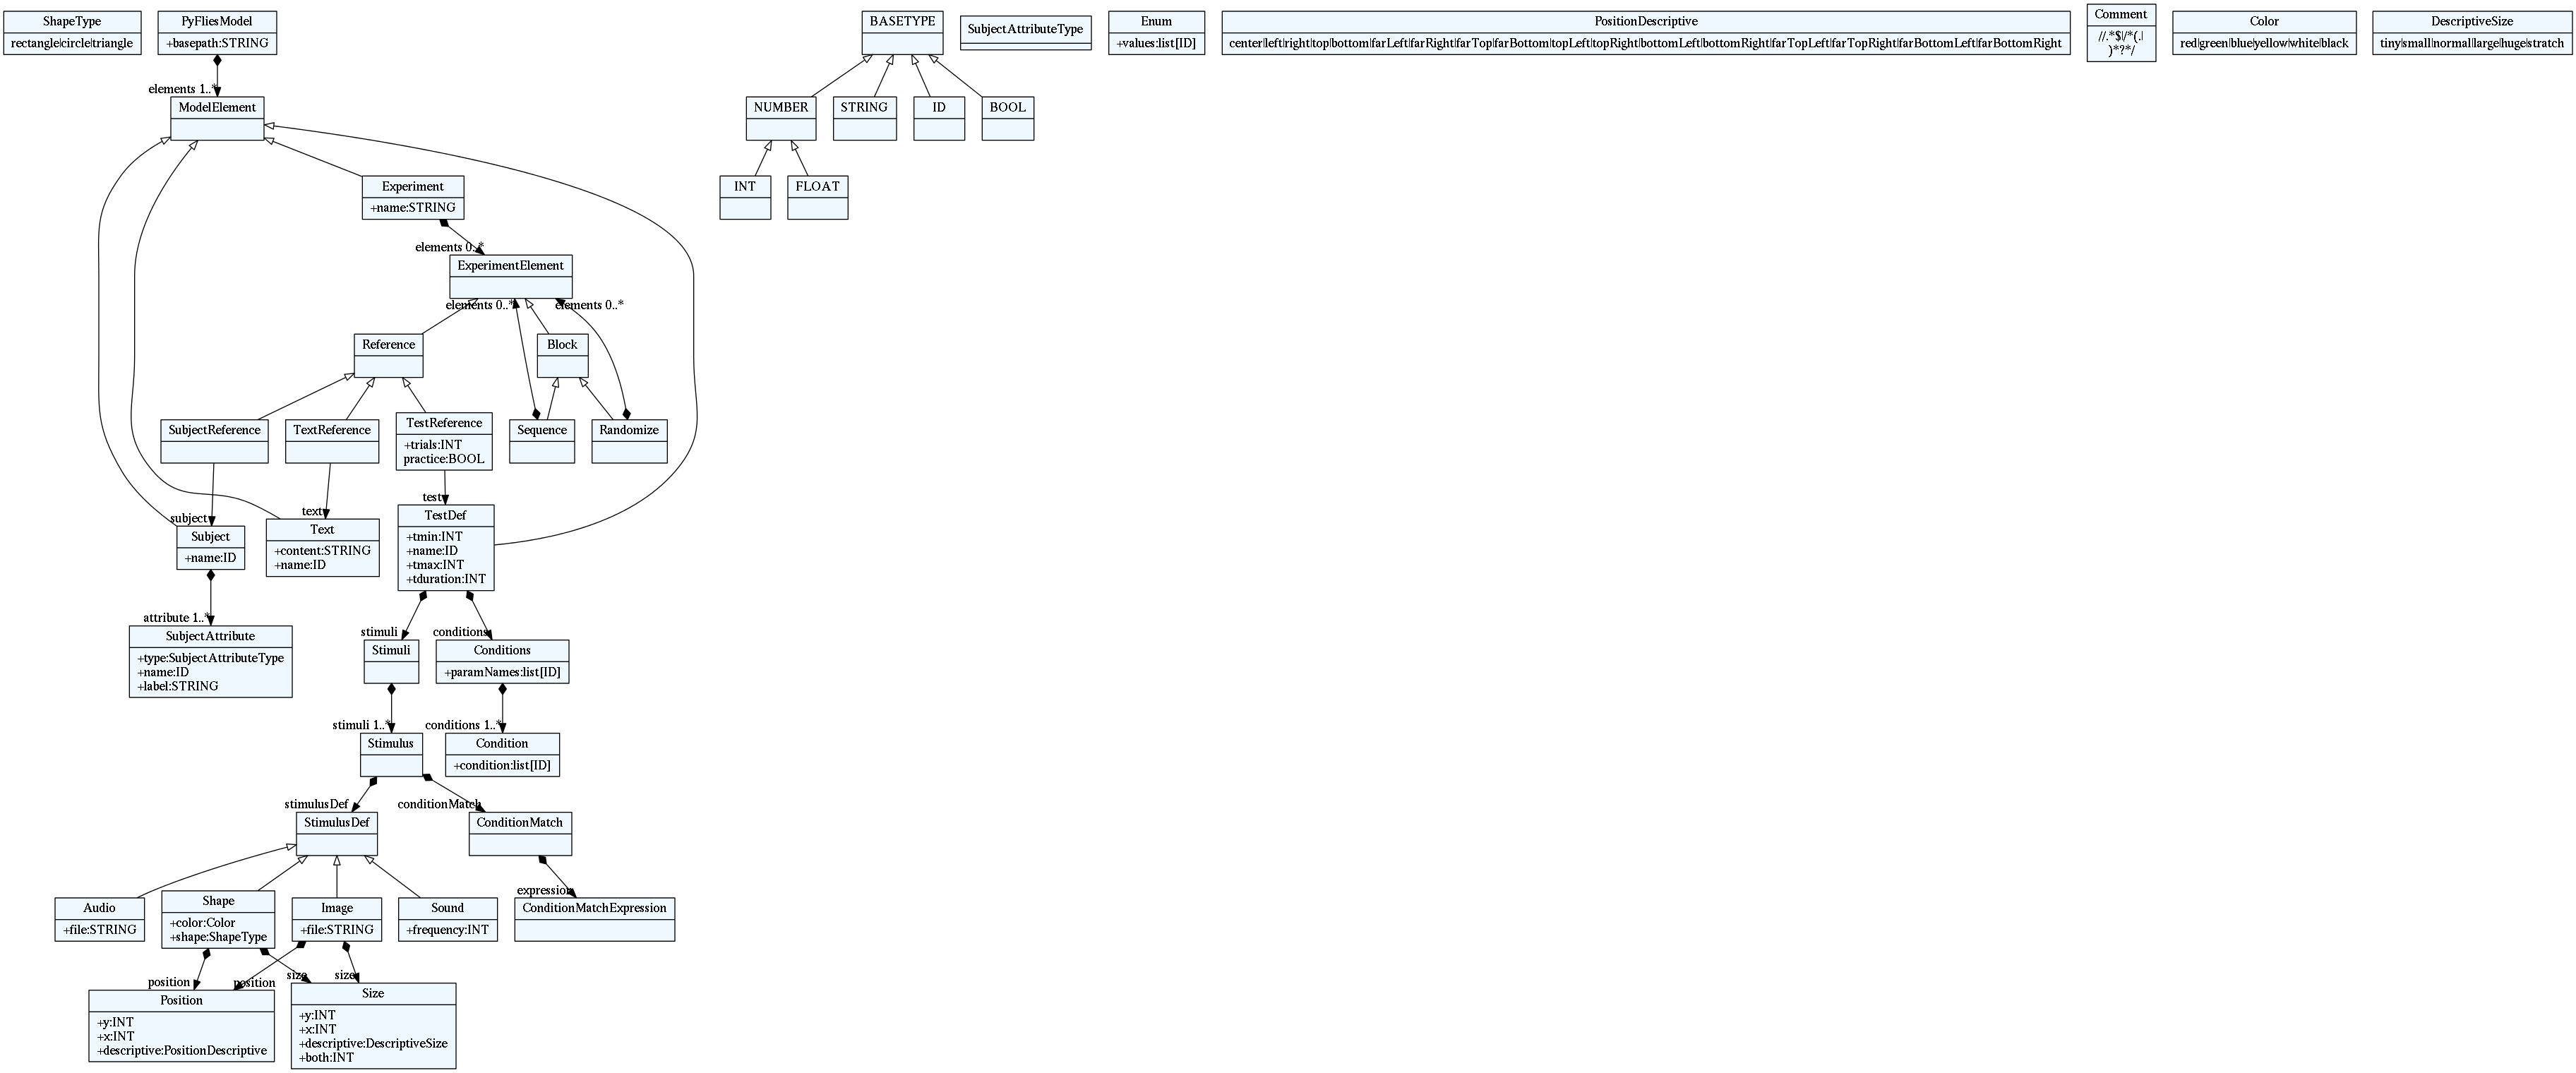 ShapeType
rectangle|circle|triangle
PyFliesModel
+basepath:STRING
BASETYPE
SubjectAttributeType
Enum
+values:list[ID]
PositionDescriptive
center|left|right|top|bottom|farLeft|farRight|farTop|farBottom|topLeft|topRight|bottomLeft|bottomRight|farTopLeft|farTopRight|farBottomLeft|farBottomRight
Comment
//.*$|/*(.|
)*?*/
Color
red|green|blue|yellow|white|black
DescriptiveSize
tiny|small|normal|large|huge|stratch
elements 1..*
ModelElement
NUMBER
STRING
ID
BOOL
INT
FLOAT
Experiment
+name:STRING
elements 0..*
ExperimentElement
elements 0..*
elements 0..*
Reference
Block
SubjectReference
TextReference
TestReference
+trials:INT
practice:BOOL
Sequence
Randomize
subject
text
test
Subject
+name:ID
Text
+content:STRING
+name:ID
TestDef
+tmin:INT
+name:ID
+tmax:INT
+tduration:INT
attribute 1..*
SubjectAttribute
+type:SubjectAttributeType
+name:ID
+label:STRING
stimuli
Stimuli
conditions
Conditions
+paramNames:list[ID]
stimuli 1..*
Stimulus
conditions 1..*
Condition
+condition:list[ID]
stimulusDef
StimulusDef
conditionMatch
ConditionMatch
Audio
+file:STRING
Shape
+color:Color
+shape:ShapeType
Image
+file:STRING
Sound
+frequency:INT
expression
ConditionMatchExpression
position
position
size
size
Position
+y:INT
+x:INT
+descriptive:PositionDescriptive
Size
+y:INT
+x:INT
+descriptive:DescriptiveSize
+both:INT